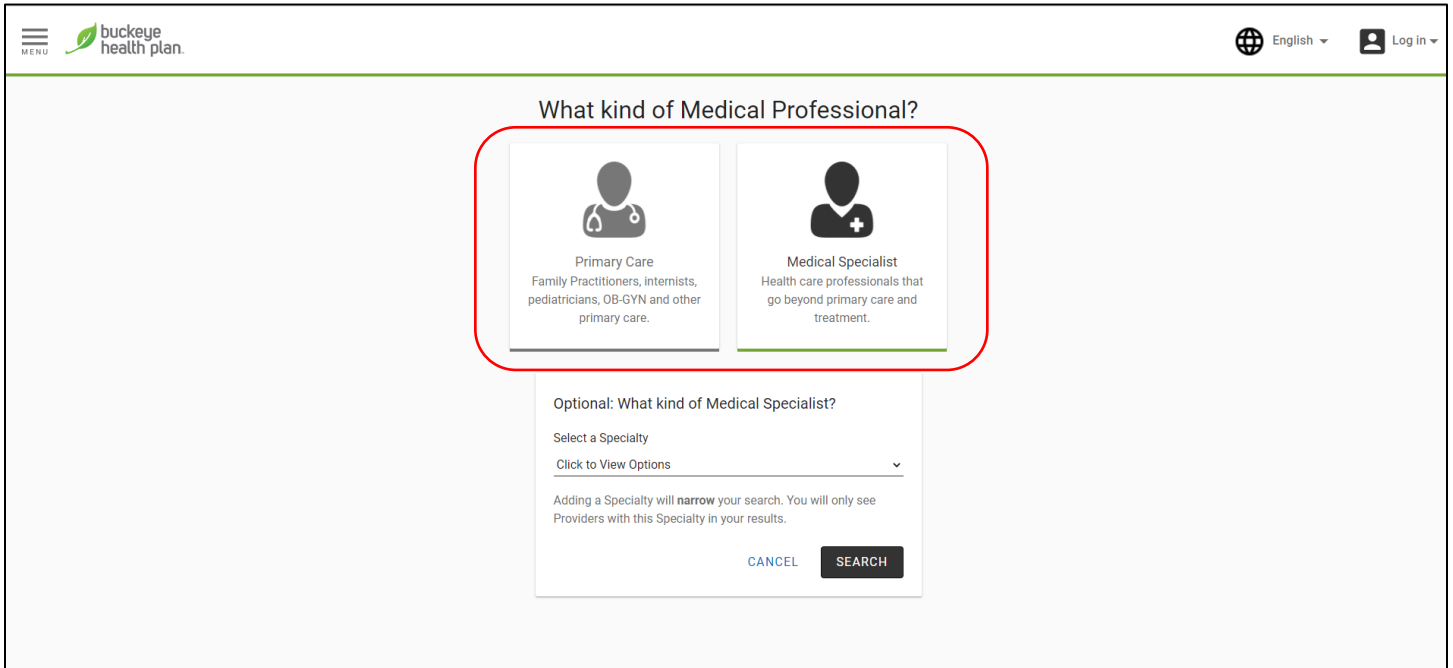 MENU
buckeye
health plan.
English
Log in
What kind of Medical Professional?
Primary Care
Family Practitioners, internists,
pediatricians, OB-GYN and other
primary care.
Medical Specialist
Health care professionals that
go beyond primary care and
treatment.
Optional: What kind of Medical Specialist?
Select a Specialty
Click to View Options
Adding a Specialty will narrow your search. You will only see
Providers with this Specialty in your results.
CANCEL
SEARCH